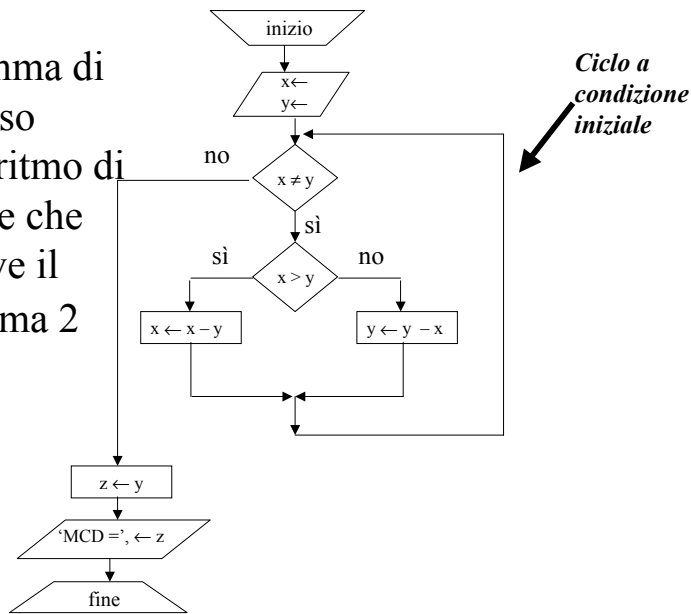 inizio
mma di
so
ritmo di
e che
ve il
ma 2
x←
y←
Ciclo a
condizione
iniziale
no
x ≠ y
sì
sì
x > y
no
x ← x – y
y ← y – x
z ← y
‘MCD =’, ← z
fine